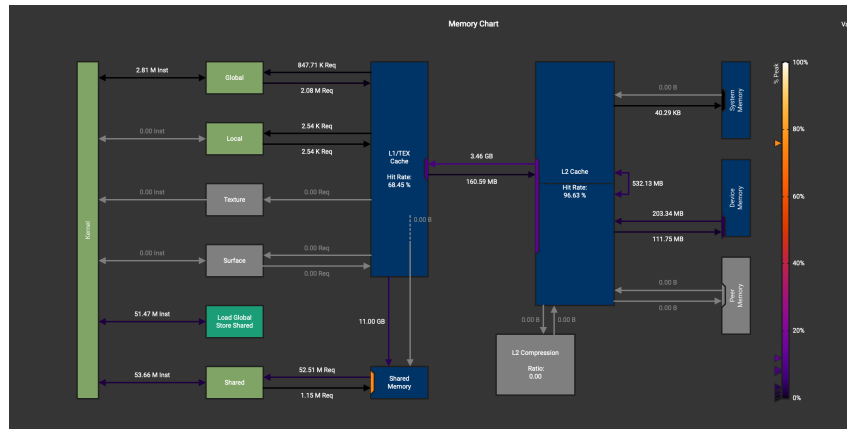 Memory Chart
Va
2.81 M Inst
Global
847.71 K Req
2.08 M Req
0.00 Inst
Local
2.54 K Req
2.54 K Req
0.00 Inst
Texture
0.00 Req
0.00 Inst
Surface
0.00 Req
0.00 Req
51.47 M Inst
Load Global
Store Shared
53.66 M Inst
Shared
52.51 M Req
1.15 M Req
Kernel
L1/TEX
Cache
Hit Rate:
68.45 %
0.00 B
11.00 GB
Shared
Memory
3.46 GB
160.59 MB
L2 Cache
Hit Rate:
96.63 %
0.00 B
0.00 B
L2 Compression
Ratio:
0.00
0.00 B
40.29 KB
System
Memory
532.13 MB
203.34 MB
111.75 MB
Device
Memory
0.00 B
0.00 B
Peer
Memory
% Peak
100%
80%
60%
40%
20%
0%